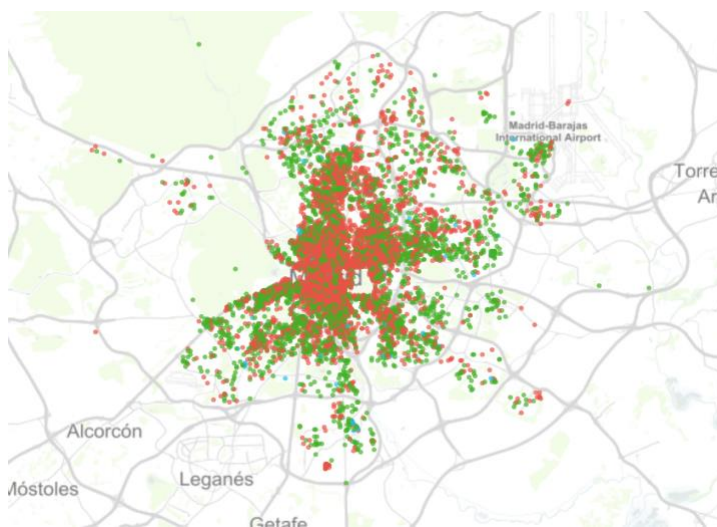 Madrid-Barajas
International Airport
Torre
Ar
Alcorcón
Leganés
Móstoles
Getafe